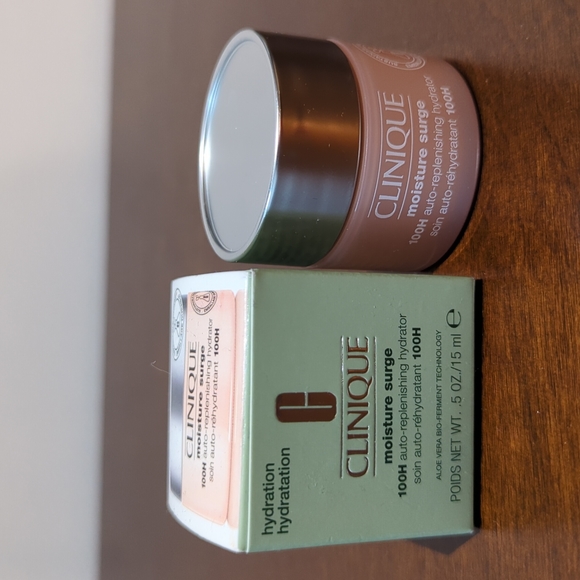 CLINIQUE
moisture surge
100H auto-replenishing hydrator
soin auto-réhydratant 100H
CLINIQUE
moisture surge
100H auto-replenishing hydrator
soin auto-réhydratant 100H
hydration
hydratation
C
CLINIQUE
moisture surge
100H auto-replenishing hydrator
soin auto-réhydratant 100H
ALOE VERA BIO-FERMENT TECHNOLOGY
POIDS NET WT. .5 OZ./15 ml ℮